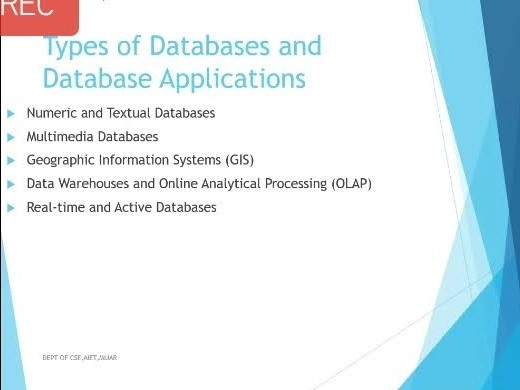 REC
Types of Databases and
Database Applications
Numeric and Textual Databases
Multimedia Databases
Geographic Information Systems (GIS)
Data Warehouses and Online Analytical Processing (OLAP)
Real-time and Active Databases
DEPT OF CSE,AIET,